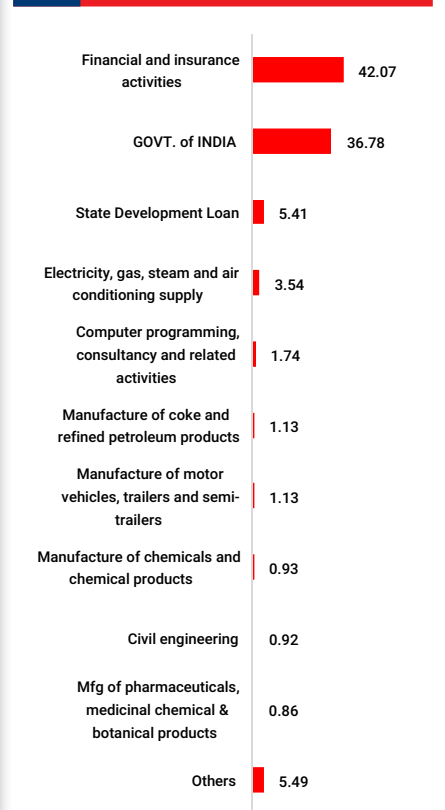 Financial and insurance
activities
42.07
GOVT. of INDIA
36.78
State Development Loan
5.41
Electricity, gas, steam and air
conditioning supply
3.54
Computer programming,
consultancy and related
activities
1.74
Manufacture of coke and
refined petroleum products
1.13
Manufacture of motor
vehicles, trailers and semi-
trailers
1.13
Manufacture of chemicals and
chemical products
0.93
Civil engineering
0.92
Mfg of pharmaceuticals,
medicinal chemical &
botanical products
0.86
Others
5.49